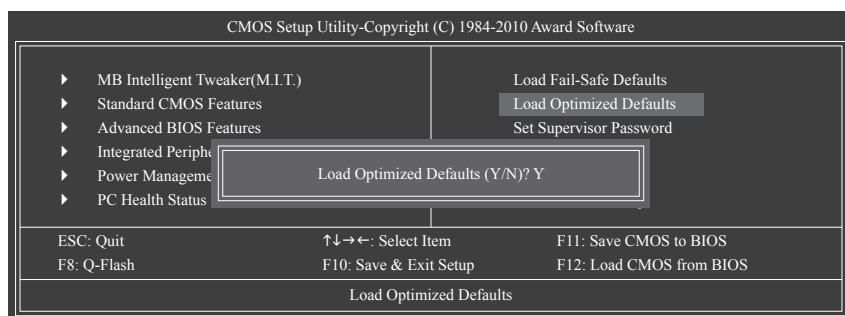 CMOS Setup Utility-Copyright (C) 1984-2010 Award Software
MB Intelligent Tweaker(M.I.T.)
Standard CMOS Features
Advanced BIOS Features
Integrated
Power
PC Health Status
Load Fail-Safe Defaults
Load Optimized Defaults
Set Supervisor Password
Load Optimized Defaults (Y/N)? Y
ESC: Quit
↑↓→←: Select Item
F11: Save CMOS to BIOS
F8: Q-Flash
F10: Save & Exit Setup
F12: Load CMOS from BIOS
Load Optimized Defaults